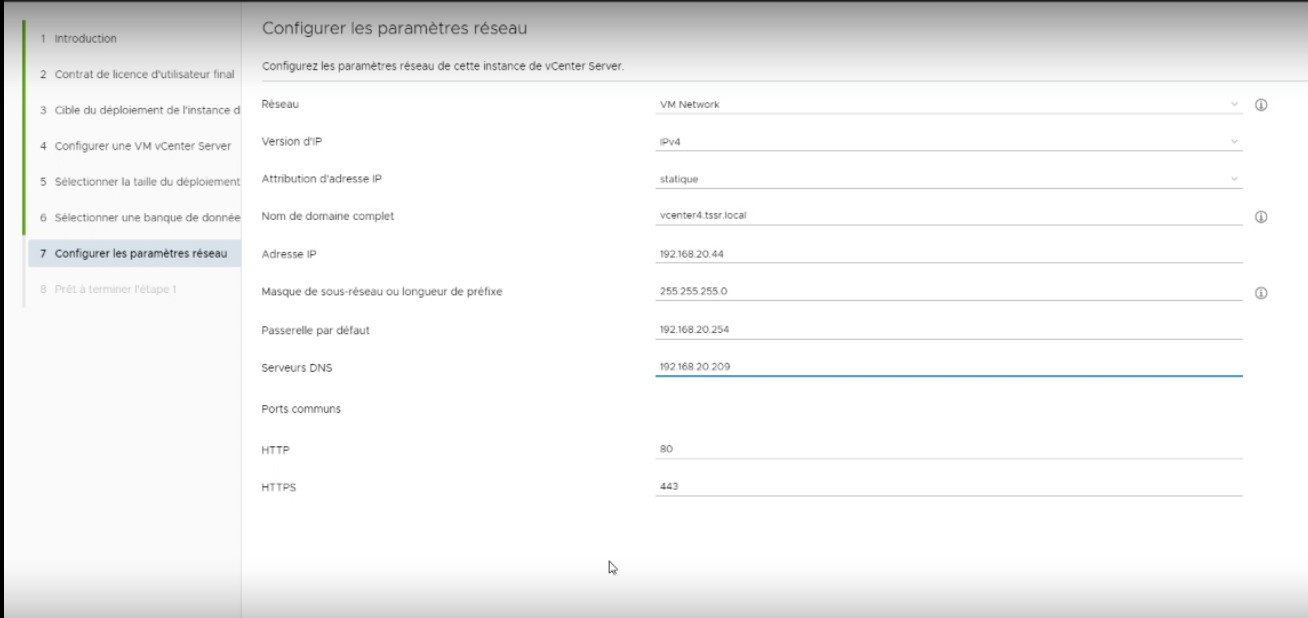 Configurer les paramètres réseau
Configurez les paramètres réseau de cette instance de vCenter Server.
1 Introduction
2 Contrat de licence d'utilisateur final
3 Cible du déploiement de l'instance d
4 Configurer une VM vCenter Server
5 Sélectionner la taille du déploiement
6 Sélectionner une banque de donnée
7 Configurer les paramètres réseau
8 Prêt à terminer l'étape 1
Réseau VM Network
Version d'IP IPv4
Attribution d'adresse IP statique
Nom de domaine complet vcenter4.tssr.local
Adresse IP 192.168.20.44
Masque de sous-réseau ou longueur de préfixe 255.255.255.0
Passerelle par défaut 192.168.20.254
Serveurs DNS 192.168.20.209
Ports communs
HTTP 80
HTTPS 443